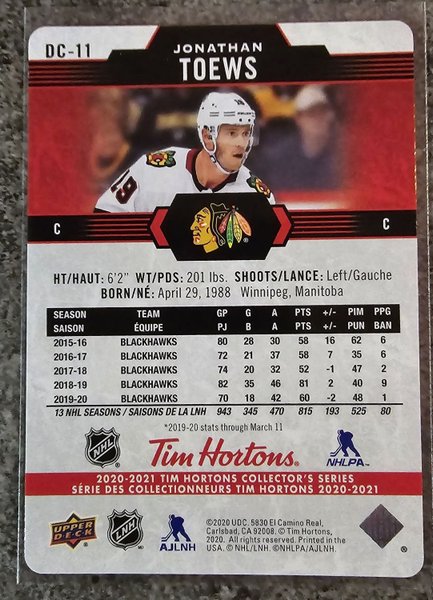 DC-11
JONATHAN
TOEWS
19
19
C
C
HT/HAUT: 6'2" WT/PDS: 201 lbs. SHOOTS/LANCE: Left/Gauche
BORN/NÉ: April 29, 1988 Winnipeg, Manitoba
SEASON TEAM GP G A PTS +/- PIM PPG
SAISON ÉQUIPE PJ B A PTS +/- PUN BAN
2015-16 BLACKHAWKS 80 28 30 58 16 62 6
2016-17 BLACKHAWKS 72 21 37 58 7 35 6
2017-18 BLACKHAWKS 74 20 32 52 -1 47 2
2018-19 BLACKHAWKS 82 35 46 81 2 40 9
2019-20 BLACKHAWKS 70 18 42 60 -2 48 1
13 NHL SEASONS / SAISONS DE LA LNH 943 345 470 815 193 525 80
*2019-20 stats through March 11
NHL
Tim Hortons®
NHLPA™
2020-2021 TIM HORTONS COLLECTOR'S SERIES
SÉRIE DES COLLECTIONNEURS TIM HORTONS 2020-2021
UPPER DECK
LNH
AJLNH
©2020 UDC. 5830 El Camino Real,
Carlsbad, CA 92008. © Tim Hortons,
2020. All rights reserved. Printed in the
USA. © NHL/LNH. ©NHLPA/AJLNH.
®